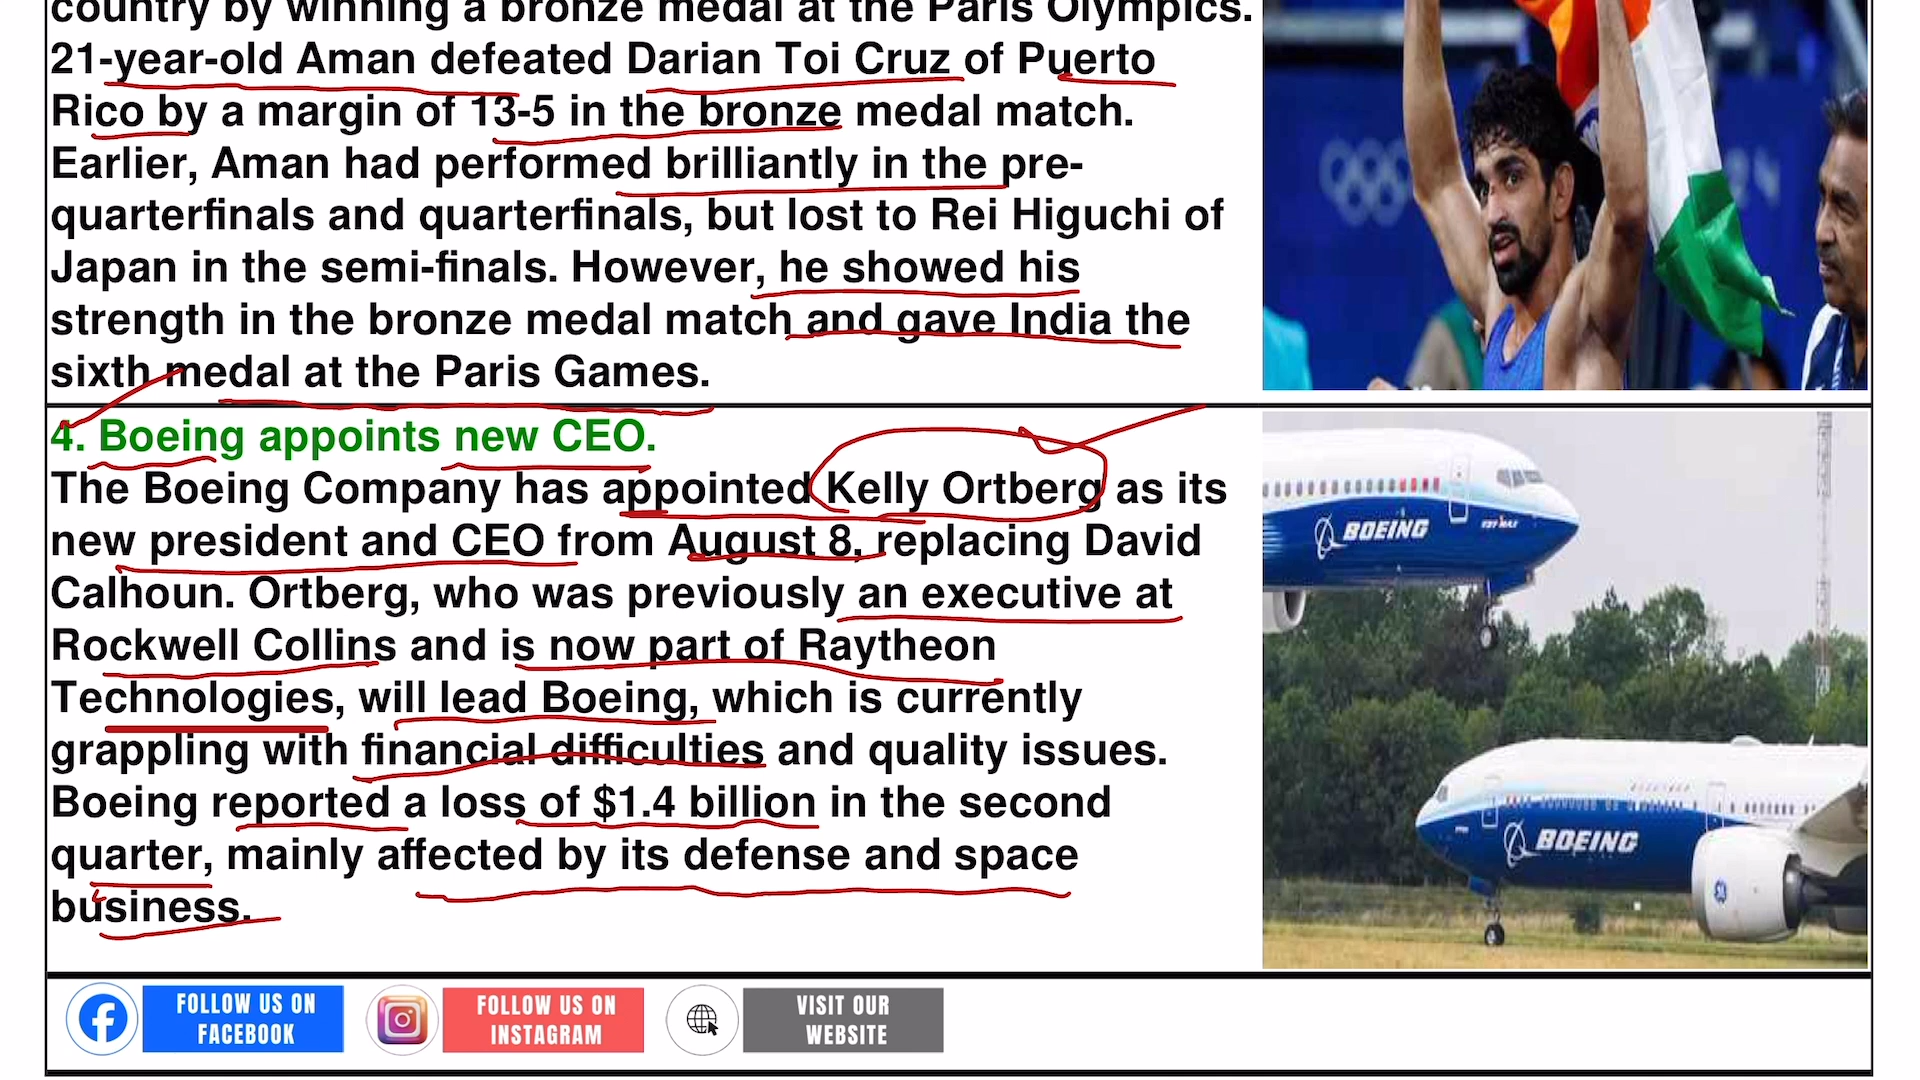 country by winning a bronze medal at the Paris Olympics.
21-year-old Aman defeated Darian Toi Cruz of Puerto
Rico by a margin of 13-5 in the bronze medal match.
Earlier, Aman had performed brilliantly in the pre-
quarterfinals and quarterfinals, but lost to Rei Higuchi of
Japan in the semi-finals. However, he showed his
strength in the bronze medal match and gave India the
sixth medal at the Paris Games.
4. Boeing appoints new CEO.
The Boeing Company has appointed Kelly Ortberg as its
new president and CEO from August 8, replacing David
Calhoun. Ortberg, who was previously an executive at
Rockwell Collins and is now part of Raytheon
Technologies, will lead Boeing, which is currently
grappling with financial difficulties and quality issues.
Boeing reported a loss of $1.4 billion in the second
quarter, mainly affected by its defense and space
business.
BOEING
BOEING
FOLLOW US ON
FACEBOOK
FOLLOW US ON
INSTAGRAM
VISIT OUR
WEBSITE